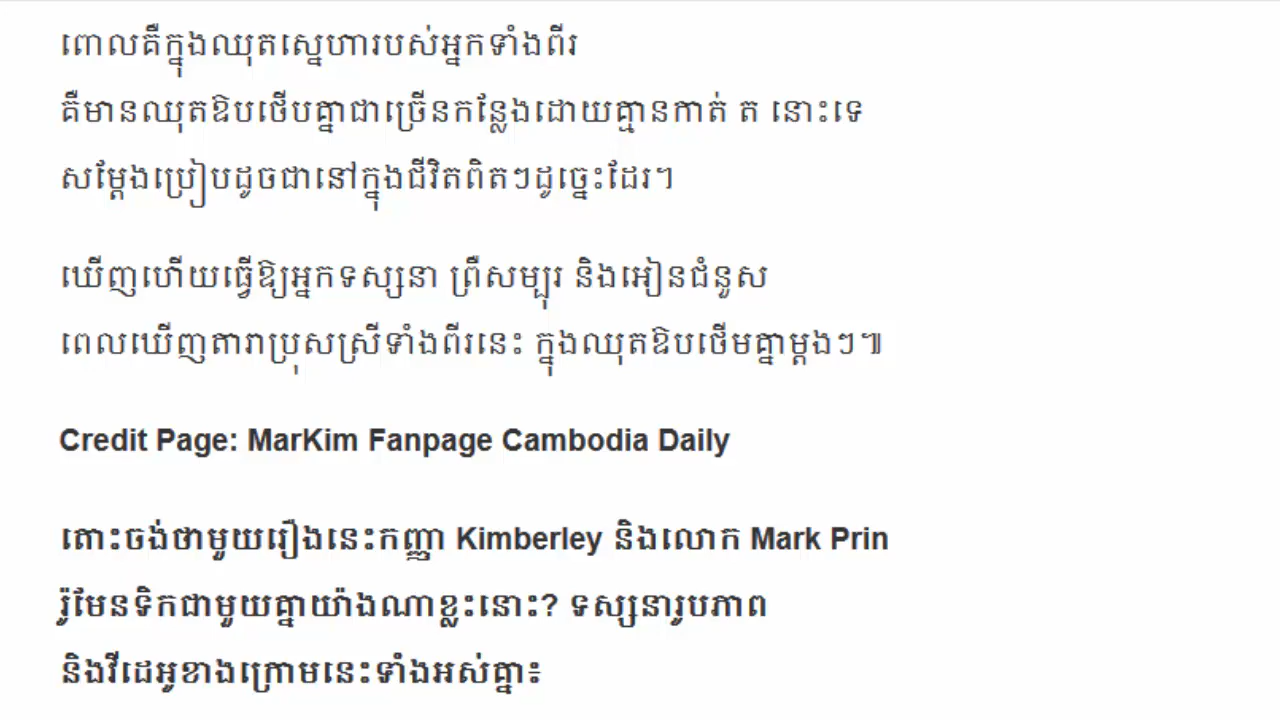 ពោលគឺក្នុងឈុតស្នេហារបស់អ្នកទាំងពីរ
គឺមានឈុតឱបថើបគ្នាជាច្រើនកន្លែងដោយគ្មានកាត់ ត នោះទេ
សម្ដែងប្រៀបដូចជានៅក្នុងជីវិតពិតៗដូច្នេះដែរ។
ឃើញហើយធ្វើឱ្យអ្នកទស្សនា ព្រឺសម្បុរ និងអៀនជំនួស
ពេលឃើញតារាប្រុសស្រីទាំងពីរនេះ ក្នុងឈុតឱបថើមគ្នាម្ដងៗ៕
Credit Page: MarKim Fanpage Cambodia Daily
តោះចង់ថាមួយរឿងនេះកញ្ញា Kimberley និងលោក Mark Prin
រ៉ូមែនទិកជាមួយគ្នាយ៉ាងណាខ្លះនោះ? ទស្សនារូបភាព
និងវីដេអូខាងក្រោមនេះទាំងអស់គ្នា៖